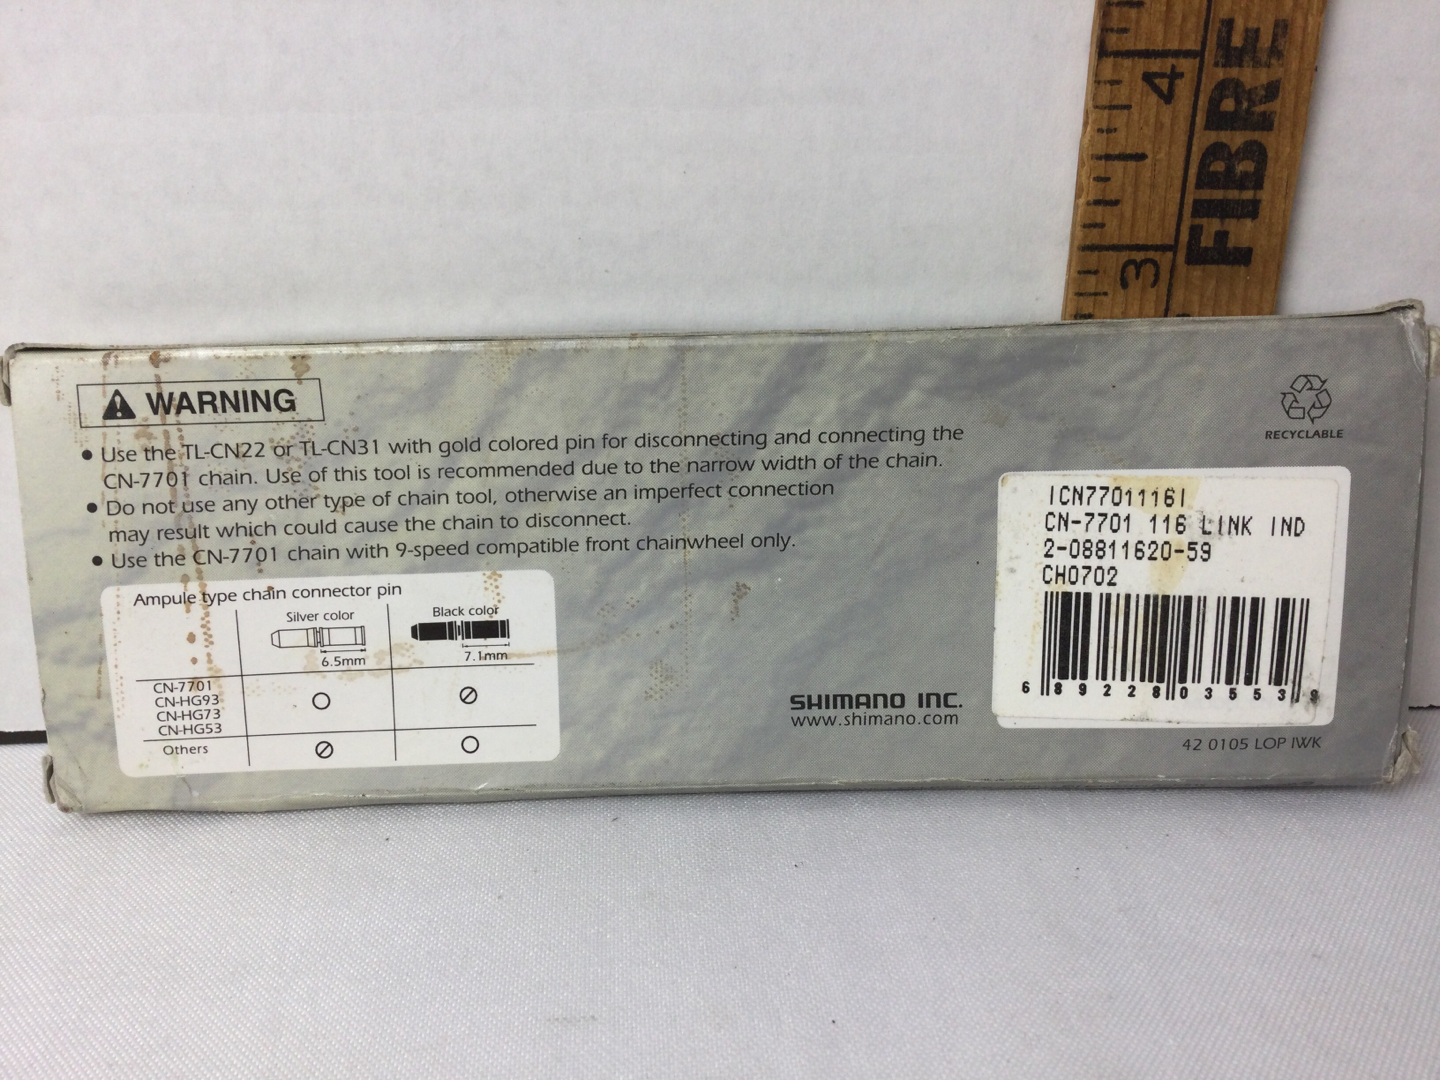 4
3
FIBRE
WARNING
• Use the TL-CN22 or TL-CN31 with gold colored pin for disconnecting and connecting the
CN-7701 chain. Use of this tool is recommended due to the narrow width of the chain.
• Do not use any other type of chain tool, otherwise an imperfect connection
may result which could cause the chain to disconnect.
• Use the CN-7701 chain with 9-speed compatible front chainwheel only.
Ampule type chain connector pin
Silver color
Black color
6.5mm
7.1mm
CN-7701
CN-HG93
CN-HG73
CN-HG53
Others
SHIMANO INC.
www.shimano.com
RECYCLABLE
ICN77011161
CN-7701 116 LINK IND
2-08811620-59
CH0702
6 89228 03553 9
42 0105 LOP IWK